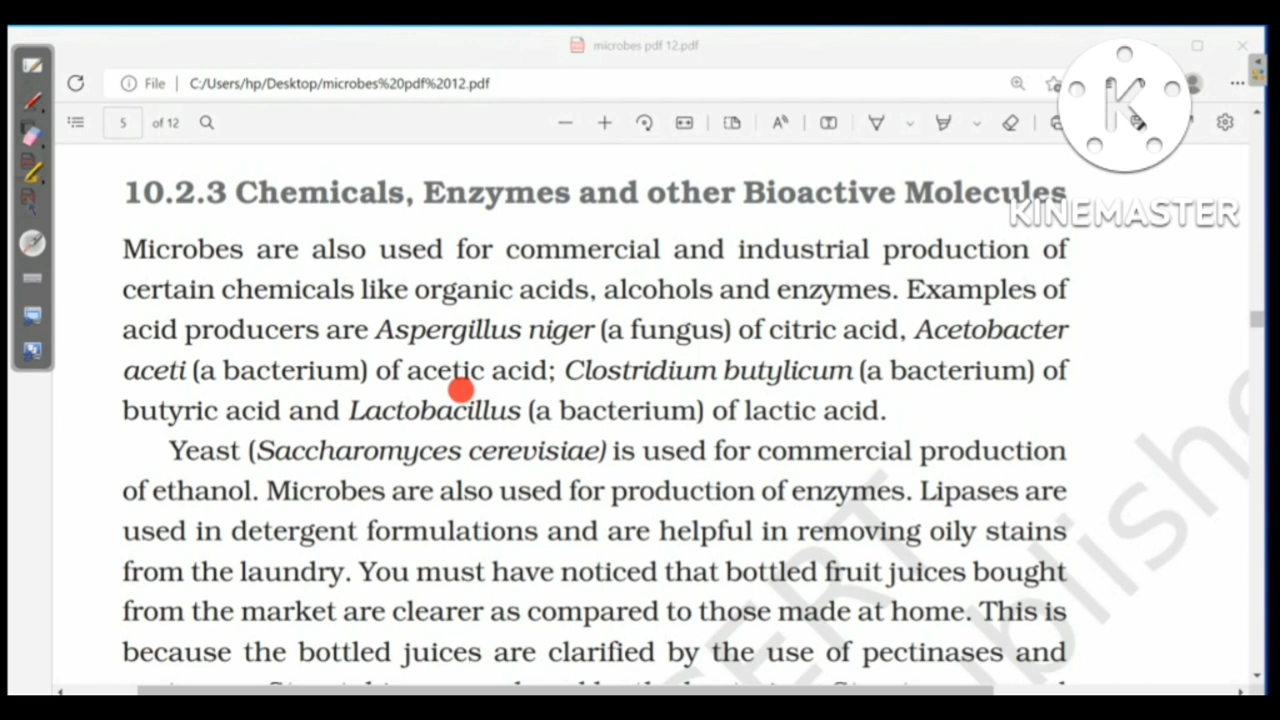 microbes pdf 12.pdf
File | C:/Users/hp/Desktop/microbes%20pdf%2012.pdf
5 of 12
K
KINEMASTER
10.2.3 Chemicals, Enzymes and other Bioactive Molecules
Microbes are also used for commercial and industrial production of
certain chemicals like organic acids, alcohols and enzymes. Examples of
acid producers are Aspergillus niger (a fungus) of citric acid, Acetobacter
aceti (a bacterium) of acetic acid; Clostridium butylicum (a bacterium) of
butyric acid and Lactobacillus (a bacterium) of lactic acid.
Yeast (Saccharomyces cerevisiae) is used for commercial production
of ethanol. Microbes are also used for production of enzymes. Lipases are
used in detergent formulations and are helpful in removing oily stains
from the laundry. You must have noticed that bottled fruit juices bought
from the market are clearer as compared to those made at home. This is
because the bottled juices are clarified by the use of pectinases and